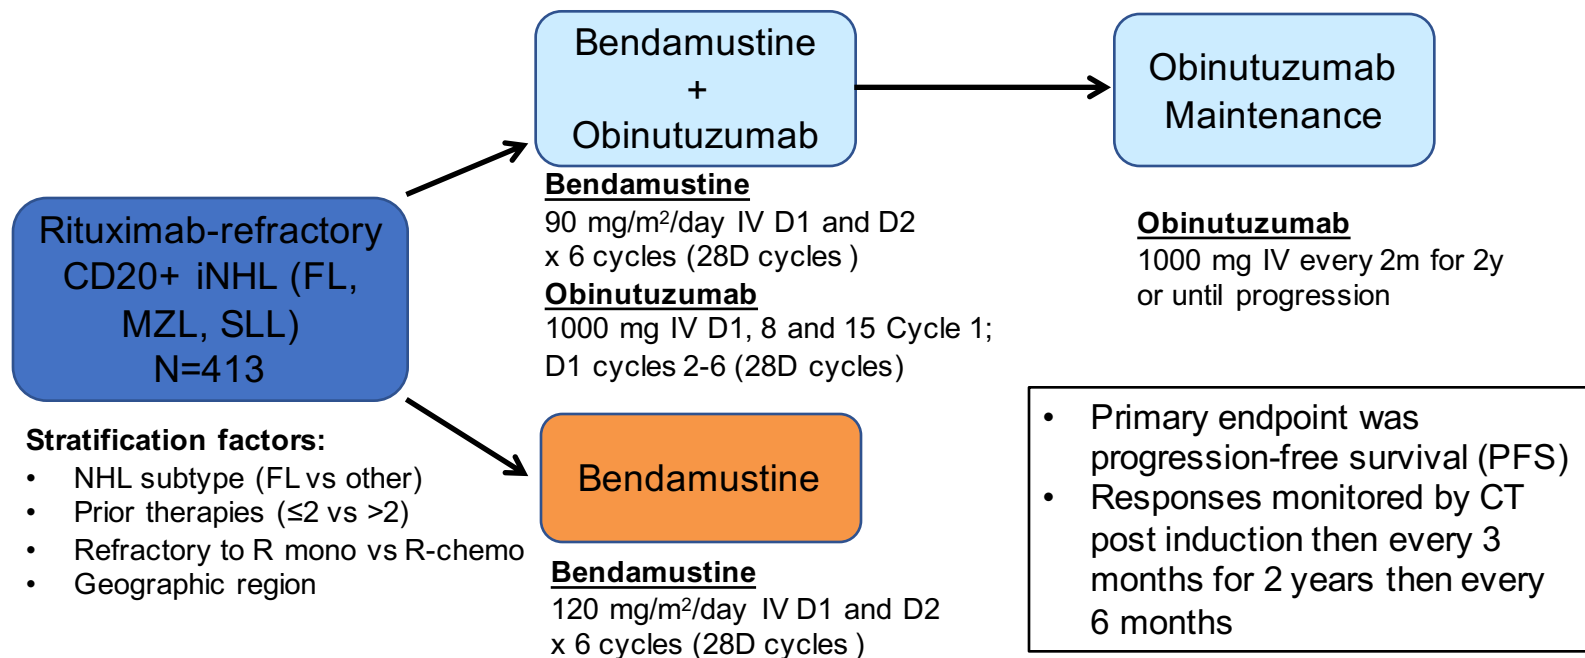 Rituximab-refractory
CD20+ iNHL (FL,
MZL, SLL)
N=413
Stratification factors:
• NHL subtype (FL vs other)
• Prior therapies (≤2 vs >2)
• Refractory to R mono vs R-chemo
• Geographic region
Bendamustine
+
Obinutuzumab
Bendamustine
90 mg/m²/day IV D1 and D2
x 6 cycles (28D cycles )
Obinutuzumab
1000 mg IV D1, 8 and 15 Cycle 1;
D1 cycles 2-6 (28D cycles)
Bendamustine
Bendamustine
120 mg/m²/day IV D1 and D2
x 6 cycles (28D cycles )
Obinutuzumab
Maintenance
Obinutuzumab
1000 mg IV every 2m for 2y
or until progression
• Primary endpoint was
progression-free survival (PFS)
• Responses monitored by CT
post induction then every 3
months for 2 years then every
6 months